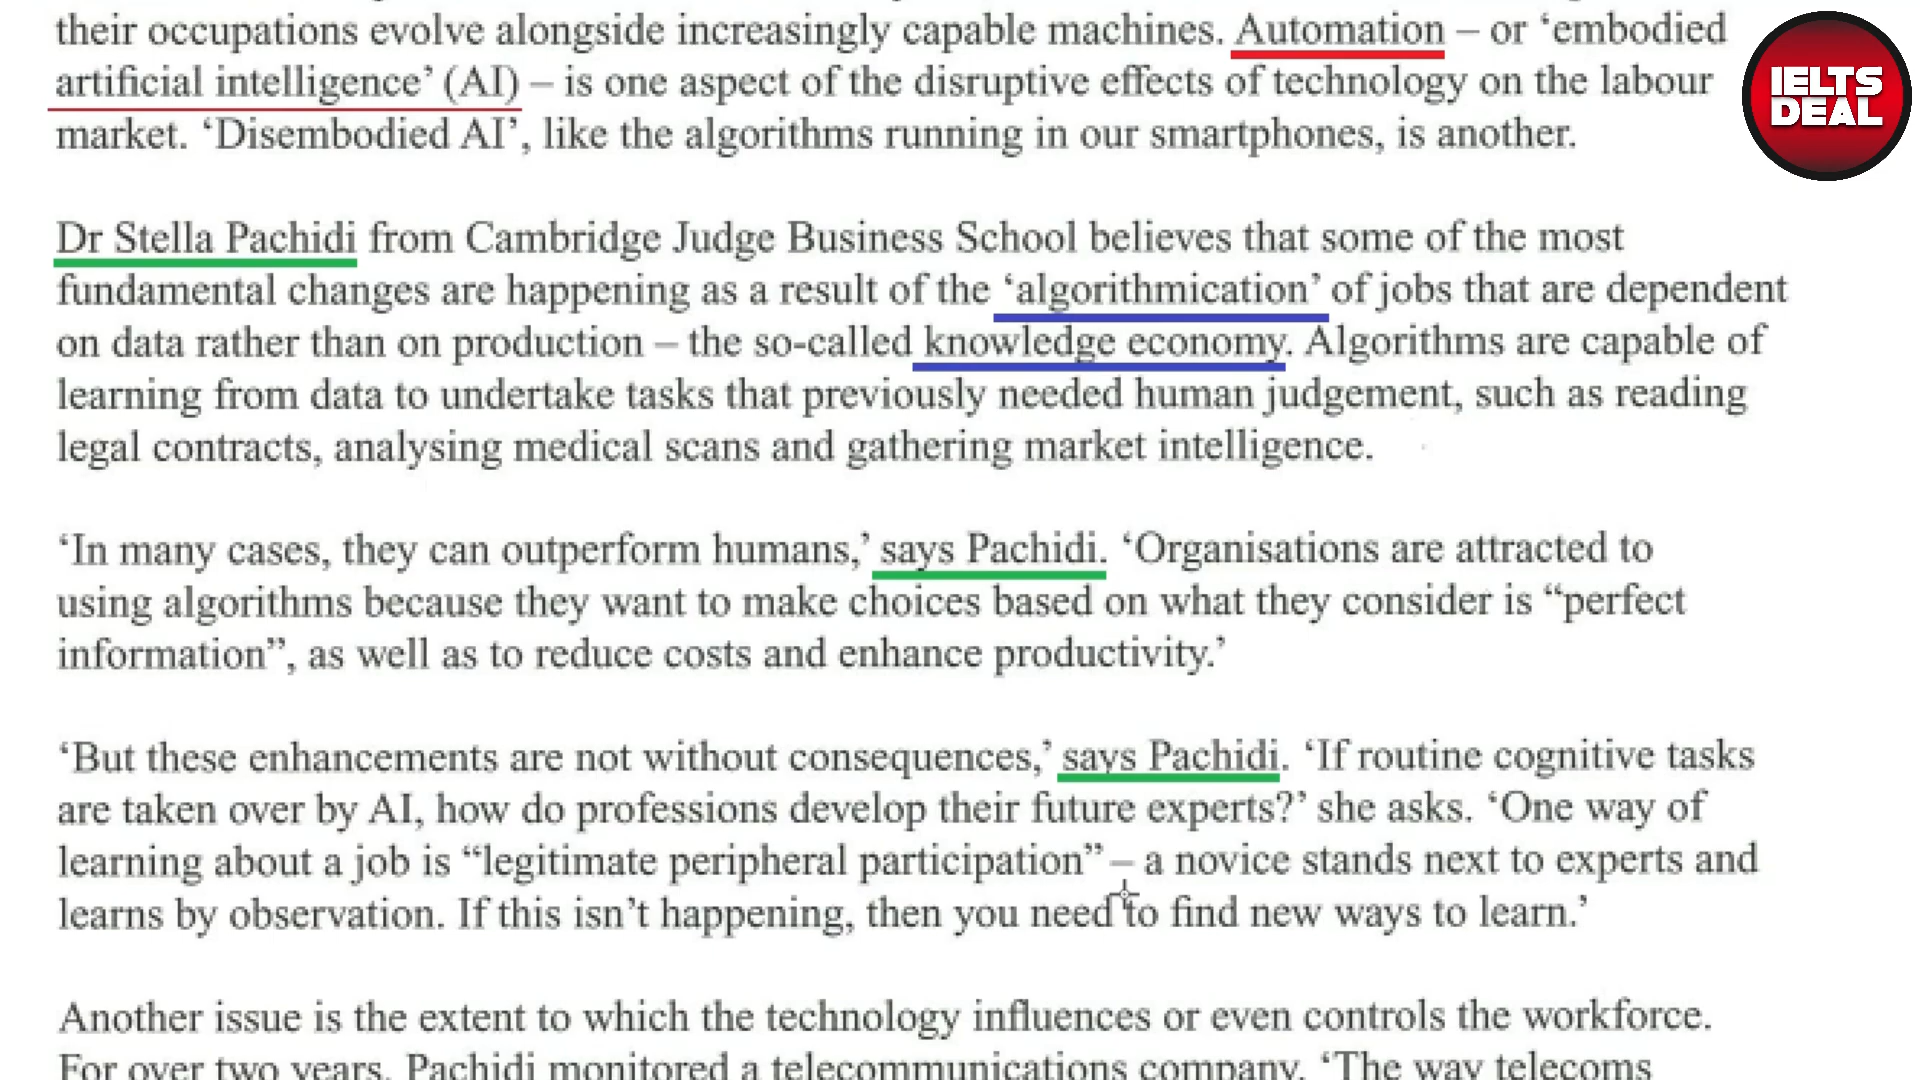 their occupations evolve alongside increasingly capable machines. Automation – or ‘embodied
artificial intelligence’ (AI) – is one aspect of the disruptive effects of technology on the labour
market. ‘Disembodied AI’, like the algorithms running in our smartphones, is another.
IELTS
DEAL
Dr Stella Pachidi from Cambridge Judge Business School believes that some of the most
fundamental changes are happening as a result of the ‘algorithmication’ of jobs that are dependent
on data rather than on production – the so-called knowledge economy. Algorithms are capable of
learning from data to undertake tasks that previously needed human judgement, such as reading
legal contracts, analysing medical scans and gathering market intelligence.
‘In many cases, they can outperform humans,’ says Pachidi. ‘Organisations are attracted to
using algorithms because they want to make choices based on what they consider is “perfect
information”, as well as to reduce costs and enhance productivity.’
‘But these enhancements are not without consequences,’ says Pachidi. ‘If routine cognitive tasks
are taken over by AI, how do professions develop their future experts?’ she asks. ‘One way of
learning about a job is “legitimate peripheral participation” – a novice stands next to experts and
learns by observation. If this isn’t happening, then you need to find new ways to learn.’
Another issue is the extent to which the technology influences or even controls the workforce.
For over two years, Pachidi monitored a telecommunications company. ‘The way telecoms